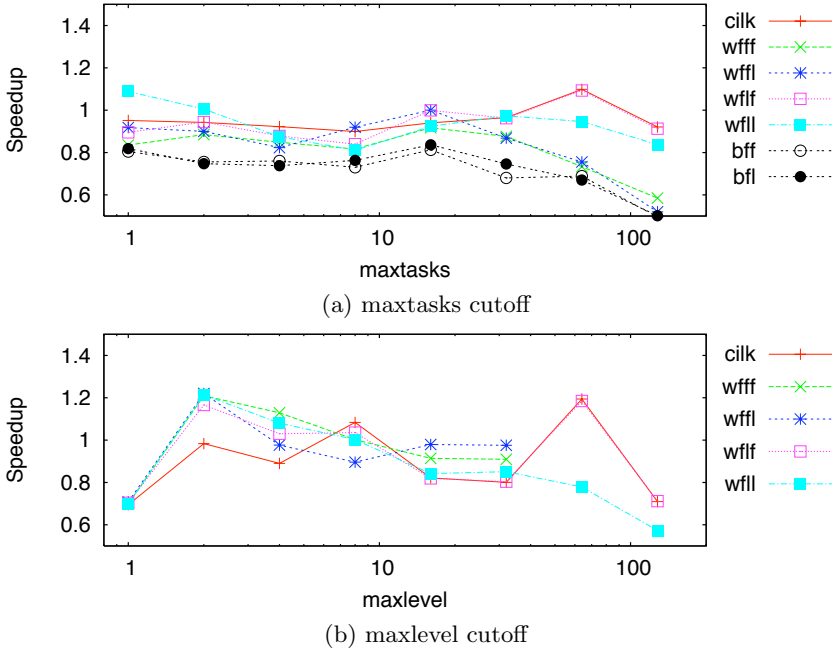 1.4
1.2
1
0.8
0.6
Speedup
1
10
100
maxtasks
cilk
wfff
wffl
wflf
wfll
bff
bfl
(a) maxtasks cutoff
1.4
1.2
1
0.8
0.6
Speedup
1
10
100
maxlevel
cilk
wfff
wffl
wflf
wfll
(b) maxlevel cutoff